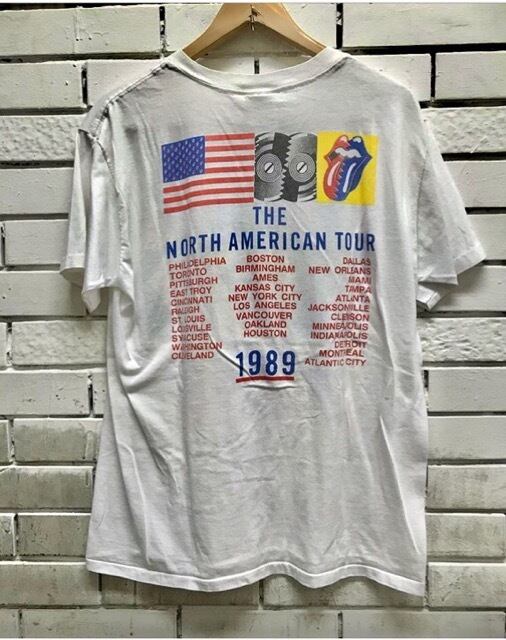 THE
NORTH AMERICAN TOUR
PHILADELPHIA
TORONTO
PITTSBURGH
EAST TROY
CINCINNATI
RALEIGH
ST. LOUIS
LOUISVILLE
SYRACUSE
WASHINGTON
CLEVELAND
BOSTON
BIRMINGHAM
AMES
KANSAS CITY
NEW YORK CITY
LOS ANGELES
VANCOUVER
OAKLAND
HOUSTON
DALLAS
NEW ORLEANS
MIAMI
TAMPA
ATLANTA
JACKSONVILLE
CLEMSON
MINNEAPOLIS
INDIANAPOLIS
DETROIT
MONTREAL
ATLANTIC CITY
1989